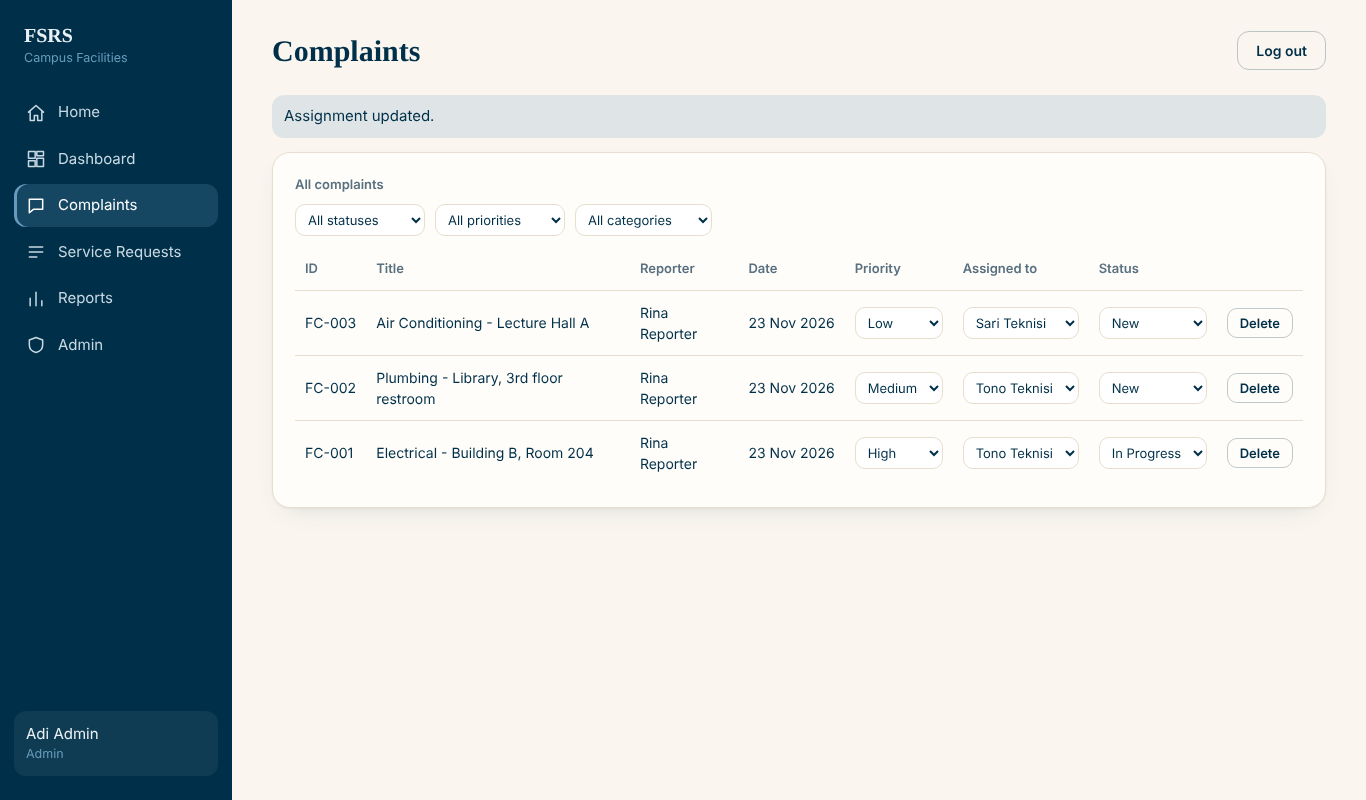 FSRS
Campus Facilities
Home
Dashboard
Complaints
Service Requests
Reports
Admin
Adi Admin
Admin
Complaints
Log out
Assignment updated.
All complaints
All statuses All priorities All categories
ID Title Reporter Date Priority Assigned to Status
FC-003 Air Conditioning - Lecture Hall A Rina Reporter 23 Nov 2026 Low Sari Teknisi New Delete
FC-002 Plumbing - Library, 3rd floor restroom Rina Reporter 23 Nov 2026 Medium Tono Teknisi New Delete
FC-001 Electrical - Building B, Room 204 Rina Reporter 23 Nov 2026 High Tono Teknisi In Progress Delete